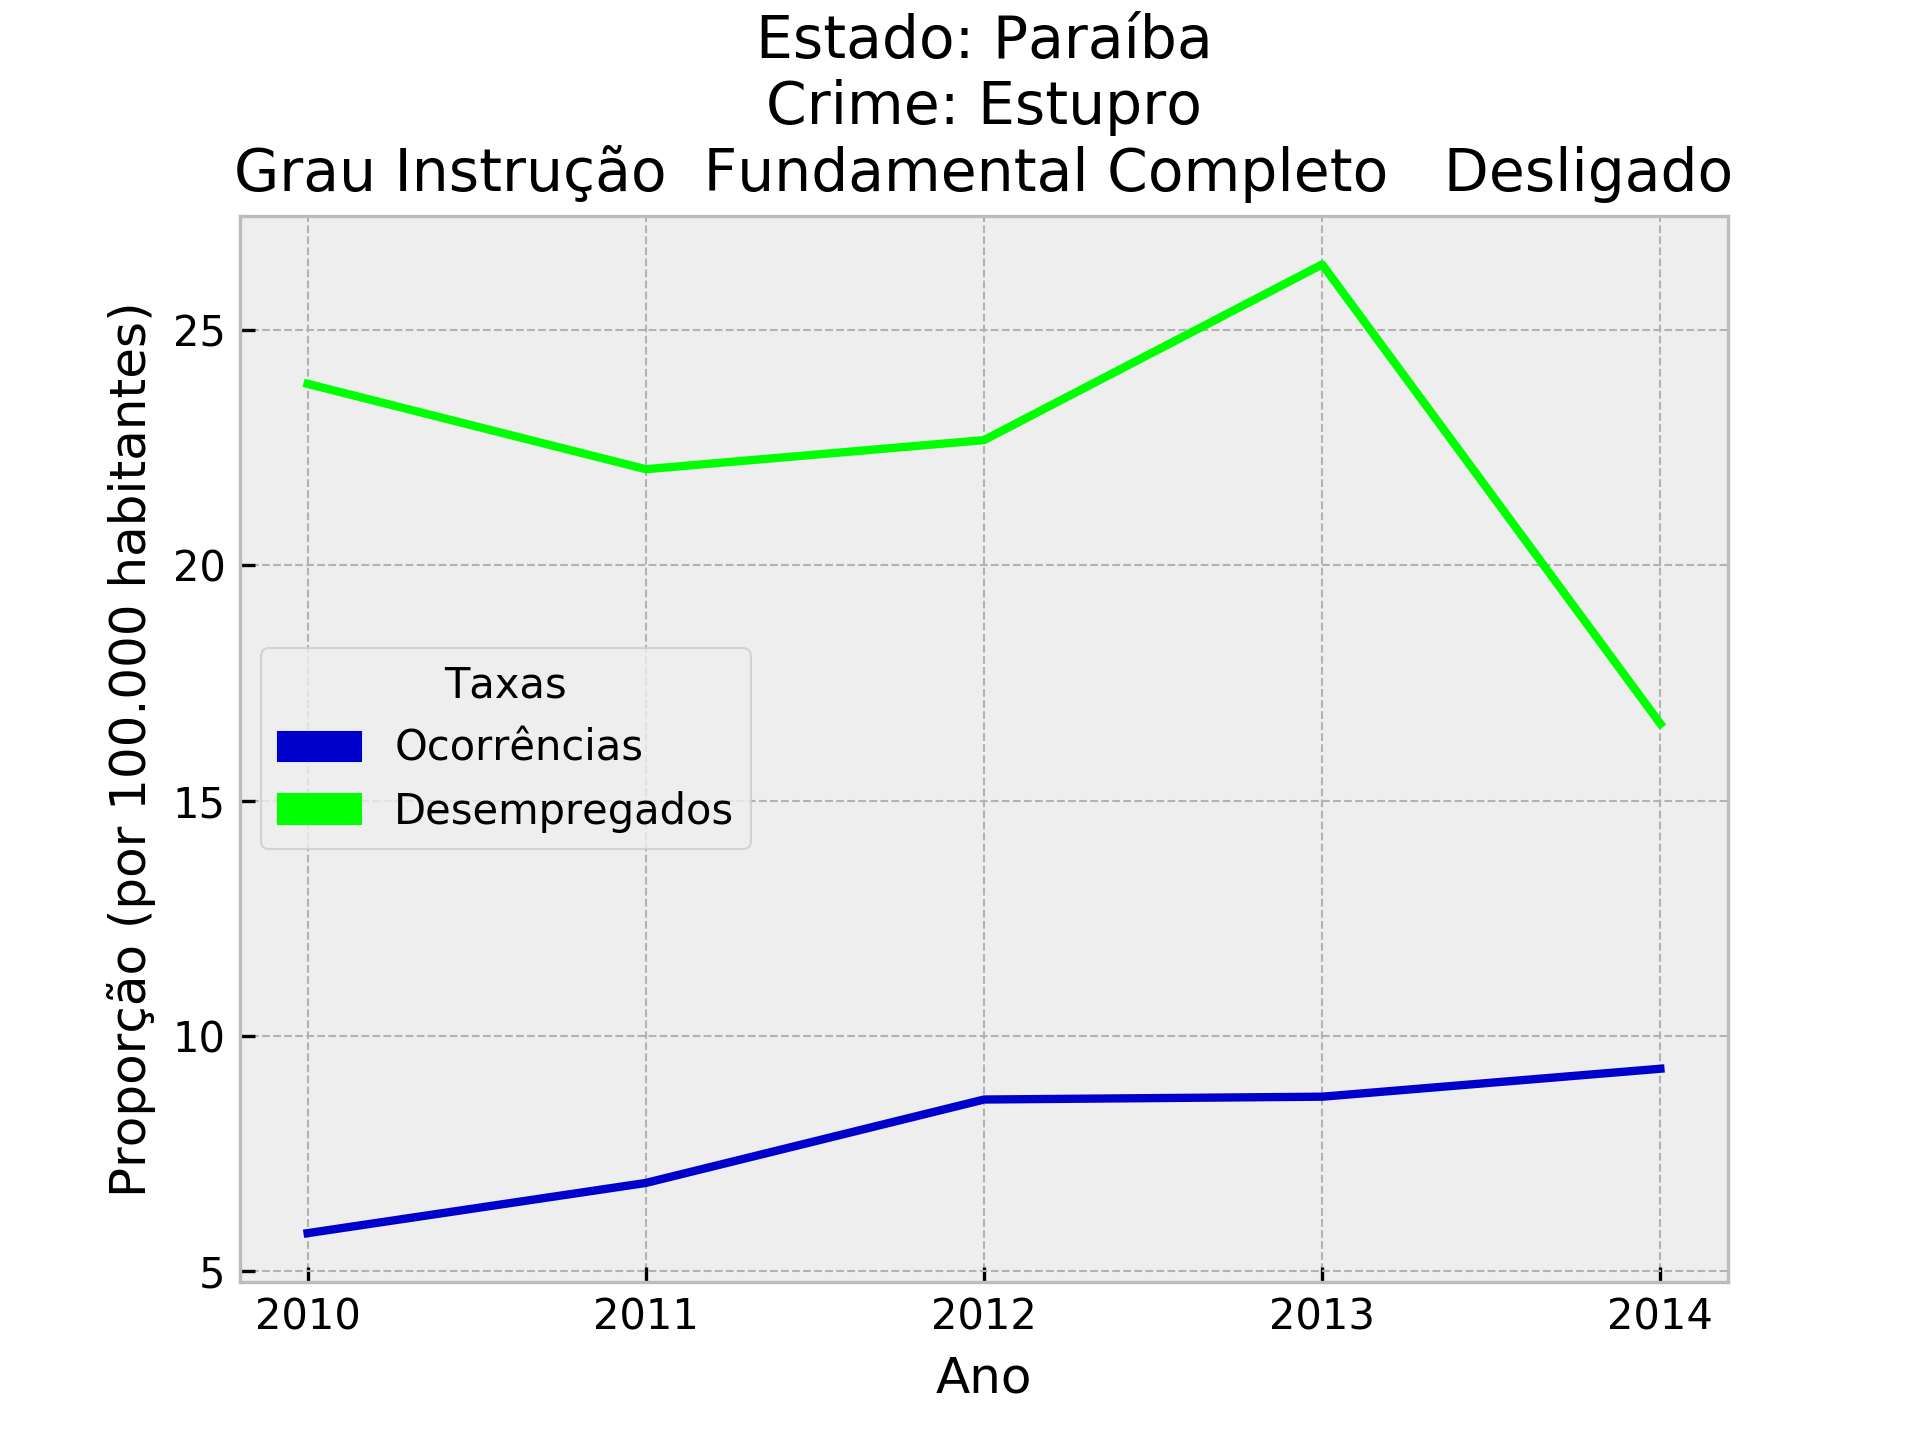 Estado: Paraíba
Crime: Estupro
Grau Instrução  Fundamental Completo   Desligado
Proporção (por 100.000 habitantes)
25
20
15
10
5
Taxas
Ocorrências
Desempregados
2010 2011 2012 2013 2014
Ano